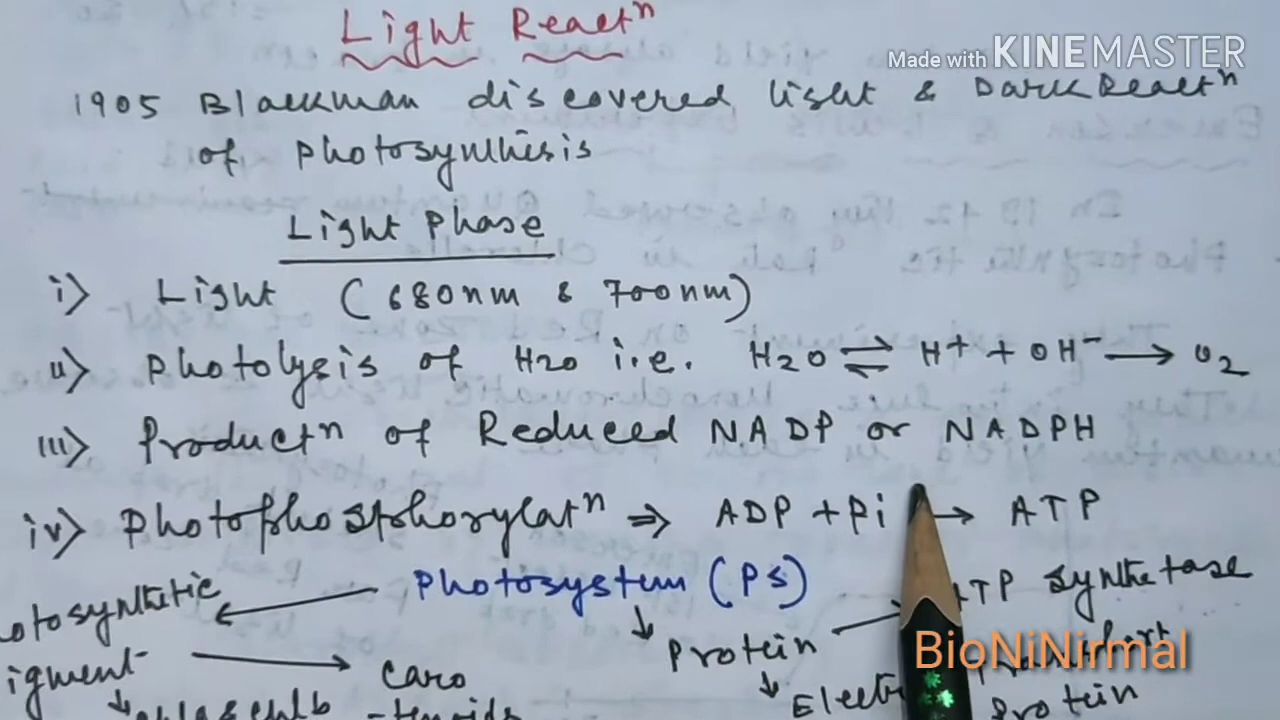 Light Reactⁿ
Made with KINEMASTER
1905 Blackman discovered light & Dark Reactⁿ
of photosynthesis
Light Phase
i) Light (680nm & 700nm)
ii) Photolysis of H2O i.e. H2O ⇌ H+ + OH- → O2
iii) Productⁿ of Reduced NADP or NADPH
iv) Photophosphorylatⁿ ⇒ ADP + Pi → ATP
otosynthetic ← Photosystem (PS) ATP Synthetase
igment → Caro ↓ Protein →
-tenoids ↓ Elect
Protein
BioNiNirmal